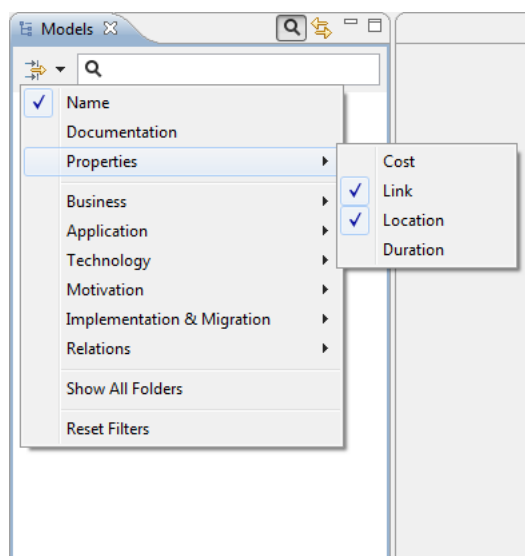 Models
Name
Documentation
Properties
Business
Application
Technology
Motivation
Implementation & Migration
Relations
Show All Folders
Reset Filters
Cost
Link
Location
Duration